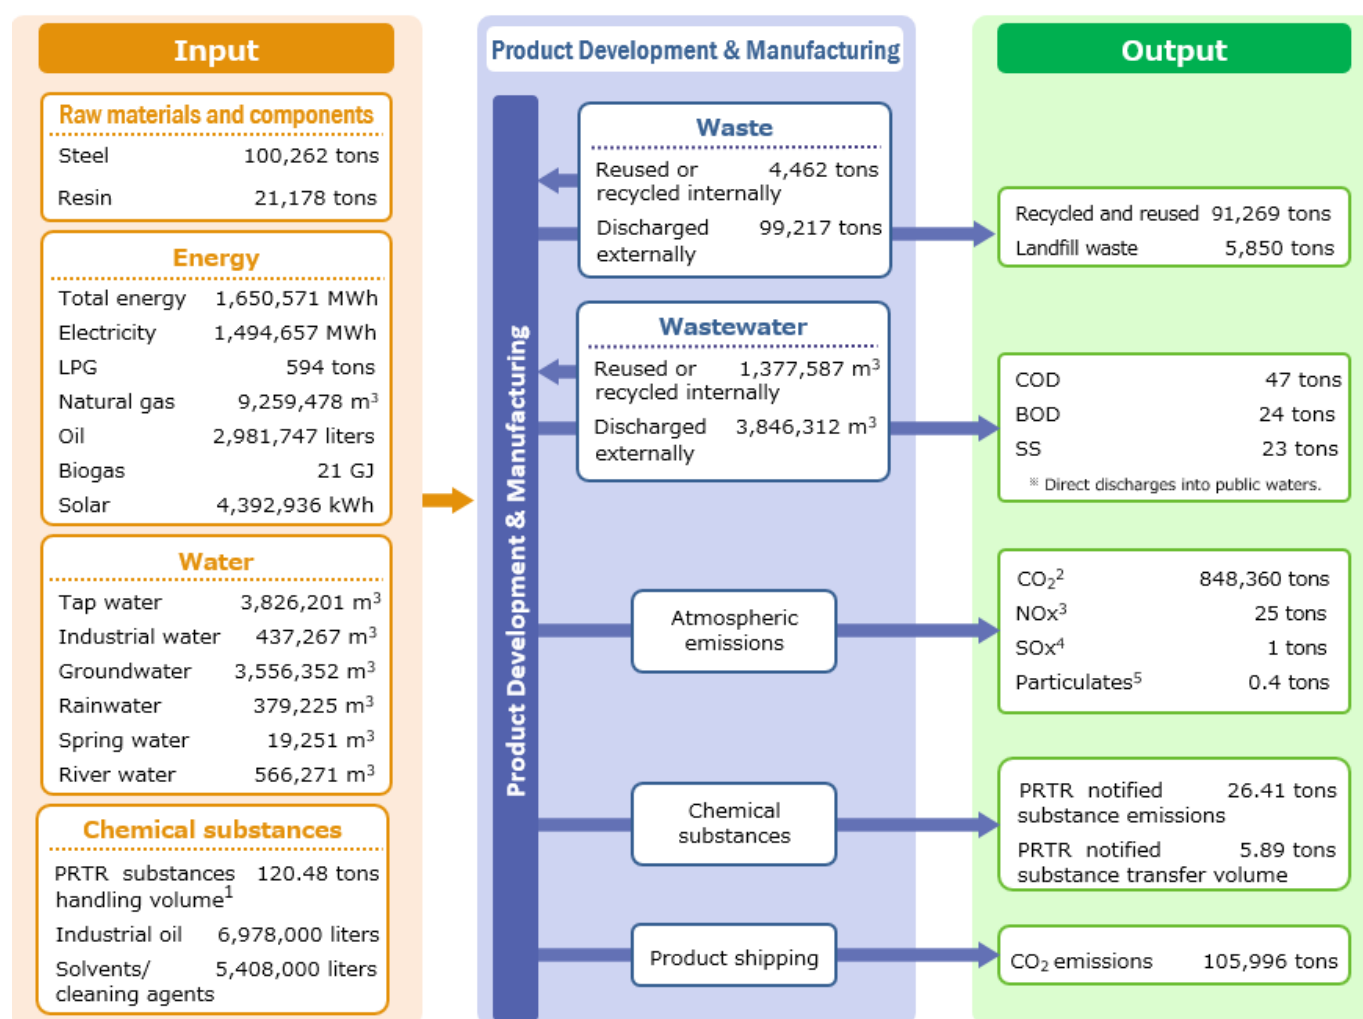 Input
Raw materials and components
Steel 100,262 tons
Resin 21,178 tons
Energy
Total energy 1,650,571 MWh
Electricity 1,494,657 MWh
LPG 594 tons
Natural gas 9,259,478 m³
Oil 2,981,747 liters
Biogas 21 GJ
Solar 4,392,936 kWh
Water
Tap water 3,826,201 m³
Industrial water 437,267 m³
Groundwater 3,556,352 m³
Rainwater 379,225 m³
Spring water 19,251 m³
River water 566,271 m³
Chemical substances
PRTR substances 120.48 tons
handling volume¹
Industrial oil 6,978,000 liters
Solvents/ 5,408,000 liters
cleaning agents
Product Development & Manufacturing
Product Development & Manufacturing
Waste
Reused or 4,462 tons
recycled internally
Discharged 99,217 tons
externally
Wastewater
Reused or 1,377,587 m³
recycled internally
Discharged 3,846,312 m³
externally
Atmospheric
emissions
Chemical
substances
Product shipping
Output
Recycled and reused 91,269 tons
Landfill waste 5,850 tons
COD 47 tons
BOD 24 tons
SS 23 tons
※ Direct discharges into public waters.
CO₂² 848,360 tons
NOx³ 25 tons
SOx⁴ 1 tons
Particulates⁵ 0.4 tons
PRTR notified 26.41 tons
substance emissions
PRTR notified 5.89 tons
substance transfer volume
CO₂ emissions 105,996 tons